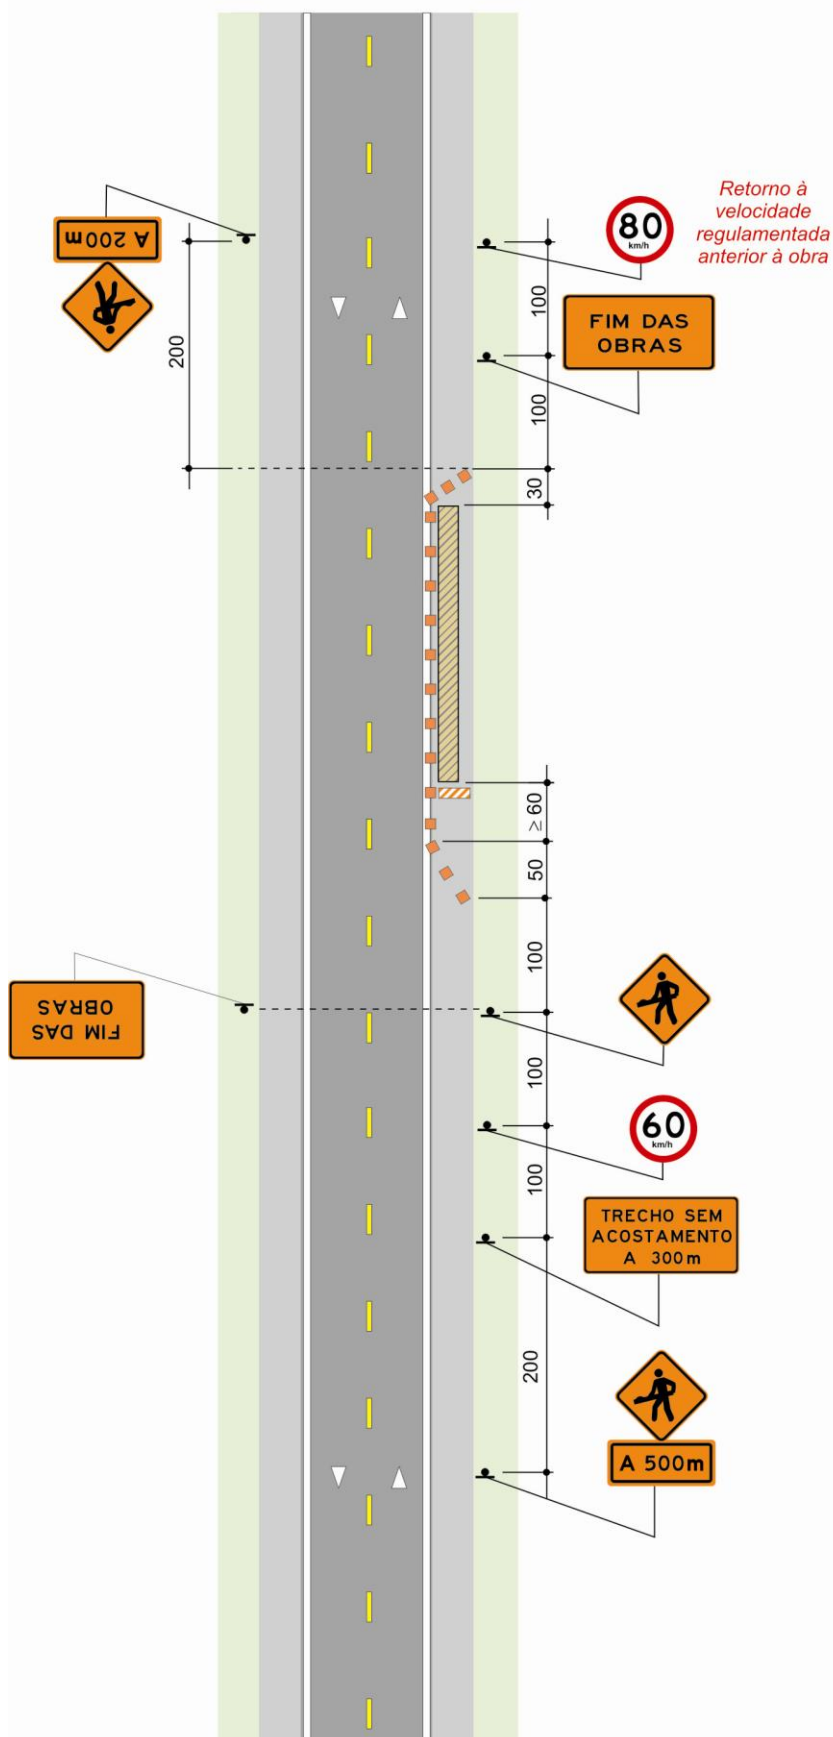 A 200m
200
80
km/h
Retorno à
velocidade
regulamentada
anterior à obra
100
FIM DAS
OBRAS
100
30
≥ 60
50
100
FIM DAS
OBRAS
100
60
km/h
100
TRECHO SEM
ACOSTAMENTO
A 300m
200
A 500m